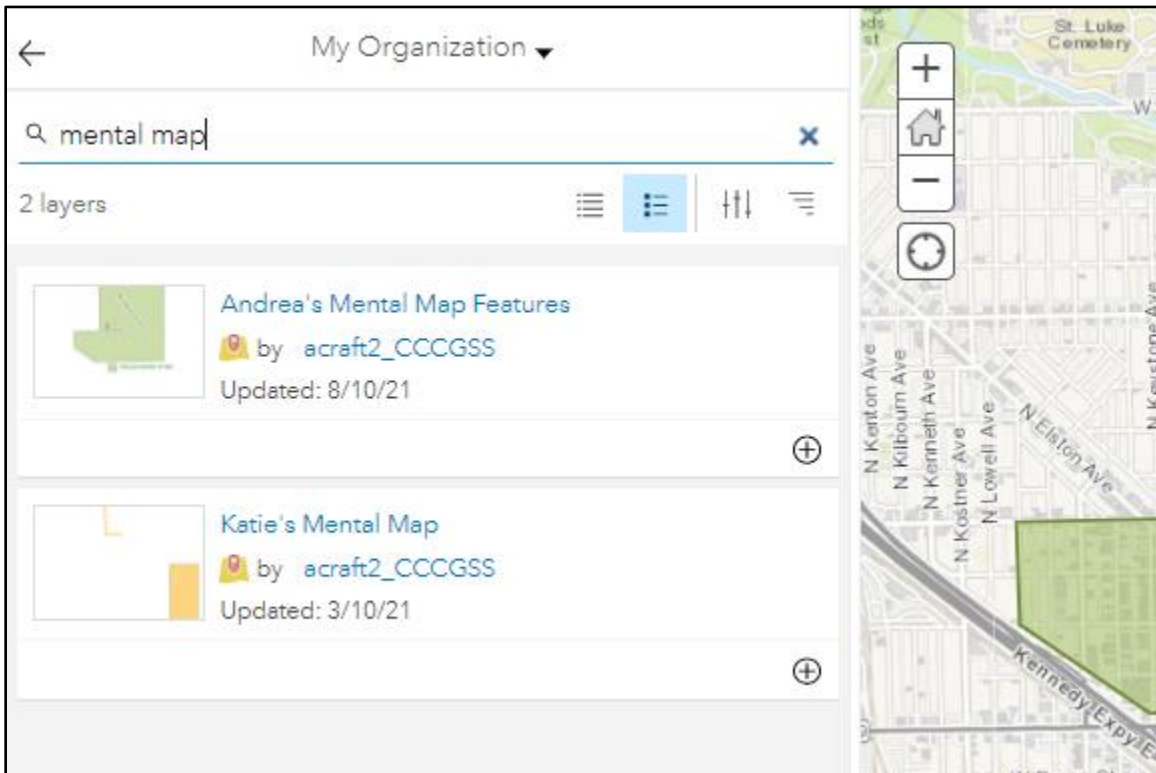 My Organization
mental map
2 layers
Andrea's Mental Map Features
by acraft2_CCCGSS
Updated: 8/10/21
Katie's Mental Map
by acraft2_CCCGSS
Updated: 3/10/21
St. Luke
Cemetery
W
N Keystone Ave
N Kenton Ave
N Kilbourn Ave
N Kenneth Ave
N Kostner Ave
N Lowell Ave
N Elston Ave
Kennedy Expy E